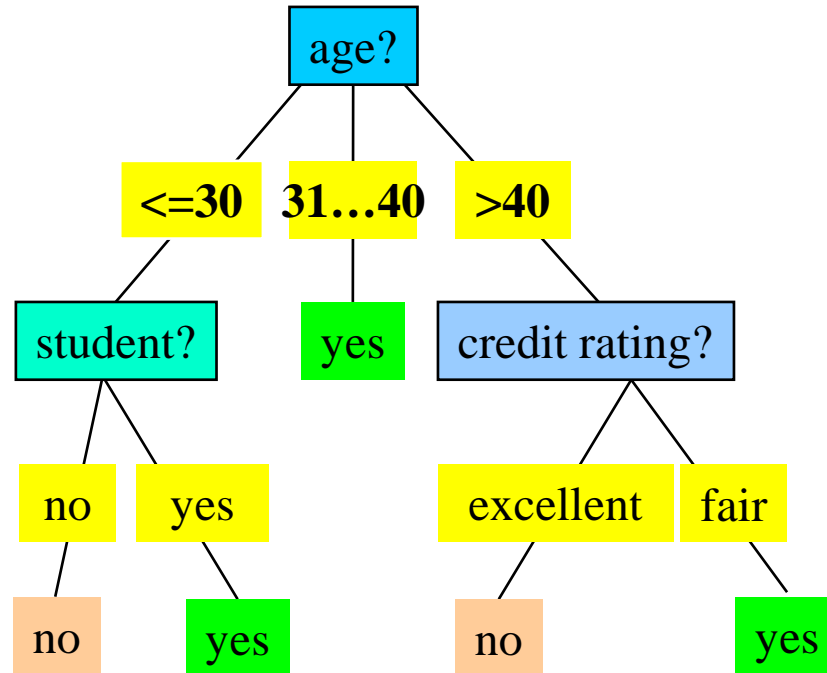 age?
<=30 31...40 >40
student? yes credit rating?
no yes excellent fair
no yes no yes